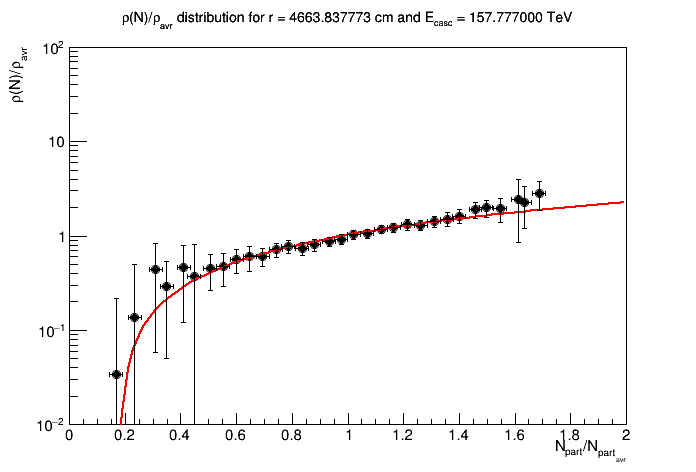 ρ(N)/ρavr distribution for r = 4663.837773 cm and Ecasc = 157.777000 TeV
ρ(N)/ρavr
10²
10
1
10⁻¹
10⁻²
0 0.2 0.4 0.6 0.8 1 1.2 1.4 1.6 1.8 2
Npart/Npartavr